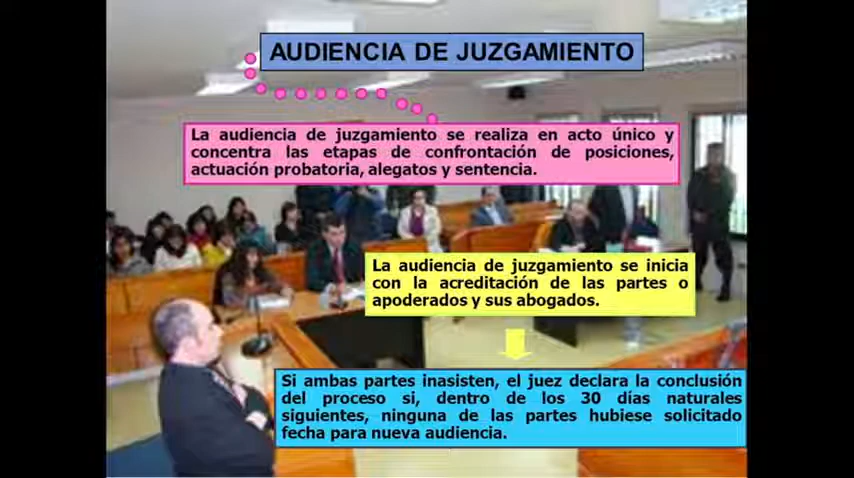 AUDIENCIA DE JUZGAMIENTO
La audiencia de juzgamiento se realiza en acto único y
concentra las etapas de confrontación de posiciones,
actuación probatoria, alegatos y sentencia.
La audiencia de juzgamiento se inicia
con la acreditación de las partes o
apoderados y sus abogados.
Si ambas partes inasisten, el juez declara la conclusión
del proceso si, dentro de los 30 días naturales
siguientes, ninguna de las partes hubiese solicitado
fecha para nueva audiencia.